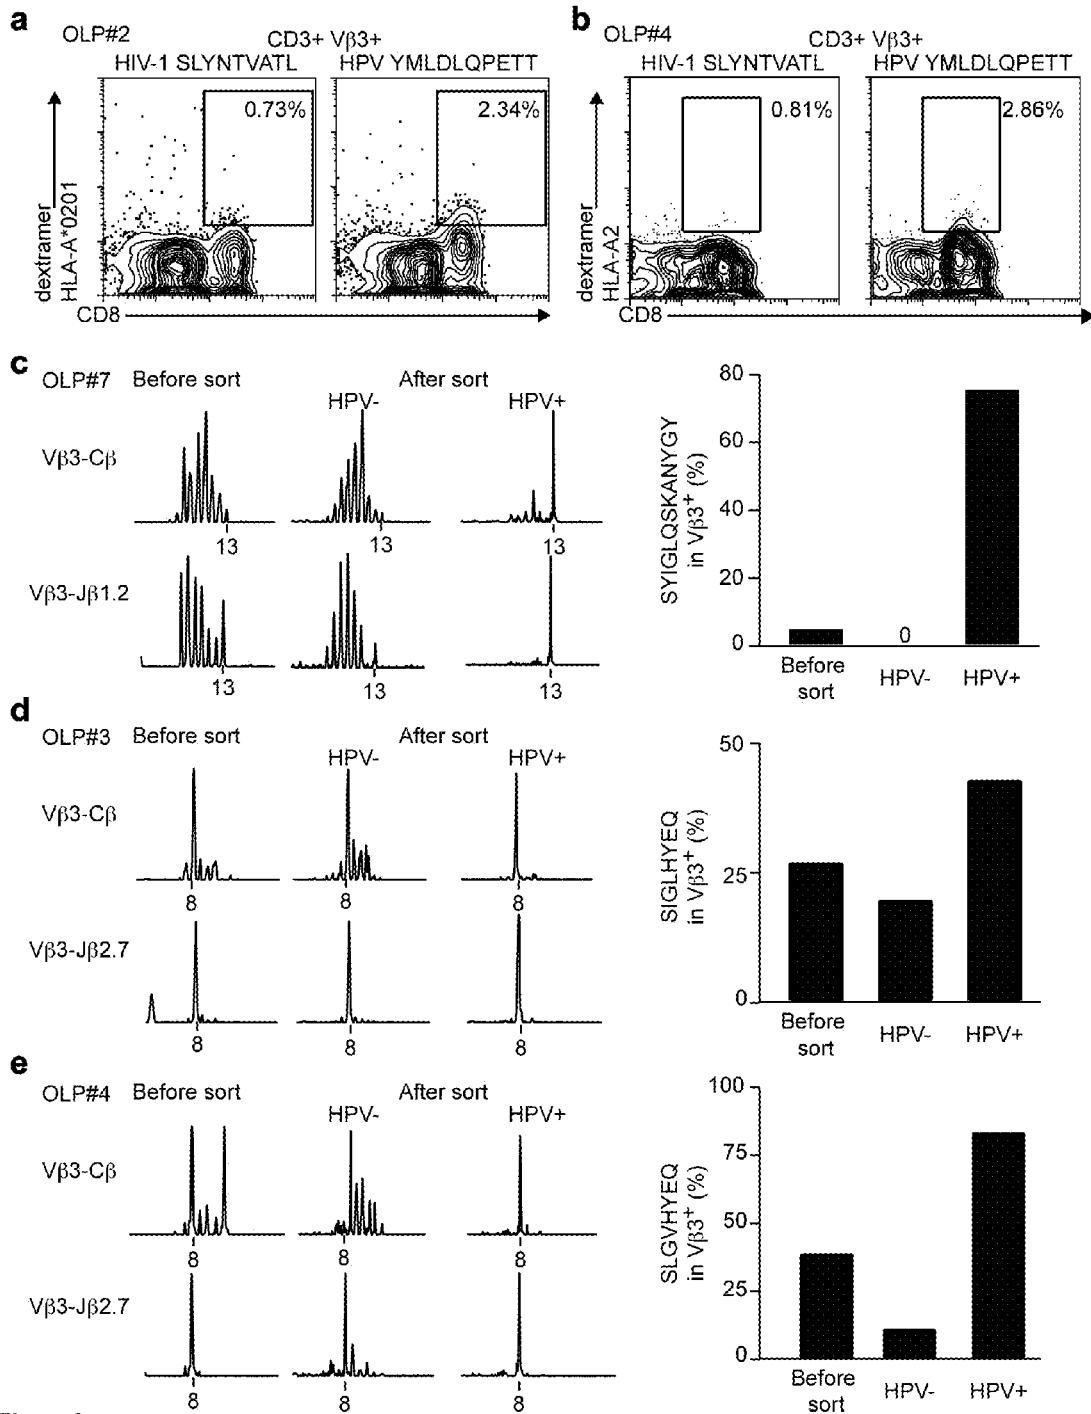 a
OLP#2
CD3+ Vβ3+
HIV-1 SLYNTVATL
HPV YMLDLQPETT
0.73%
2.34%
dextramer
HLA-A*0201
CD8
b
OLP#4
CD3+ Vβ3+
HIV-1 SLYNTVATL
HPV YMLDLQPETT
0.81%
2.86%
dextramer
HLA-A2
CD8
c
OLP#7
Before sort
After sort
HPV-
HPV+
Vβ3-Cβ
13
13
13
Vβ3-Jβ1.2
13
13
13
SYIGLQSKANYGY
in Vβ3+ (%)
80
60
40
20
0
0
Before
sort
HPV-
HPV+
d
OLP#3
Before sort
After sort
HPV-
HPV+
Vβ3-Cβ
8
8
8
Vβ3-Jβ2.7
8
8
8
SIGLHYEQ
in Vβ3+ (%)
50
25
0
Before
sort
HPV-
HPV+
e
OLP#4
Before sort
After sort
HPV-
HPV+
Vβ3-Cβ
8
8
8
Vβ3-Jβ2.7
8
8
8
SLGVHYEQ
in Vβ3+ (%)
100
75
50
25
0
Before
sort
HPV-
HPV+